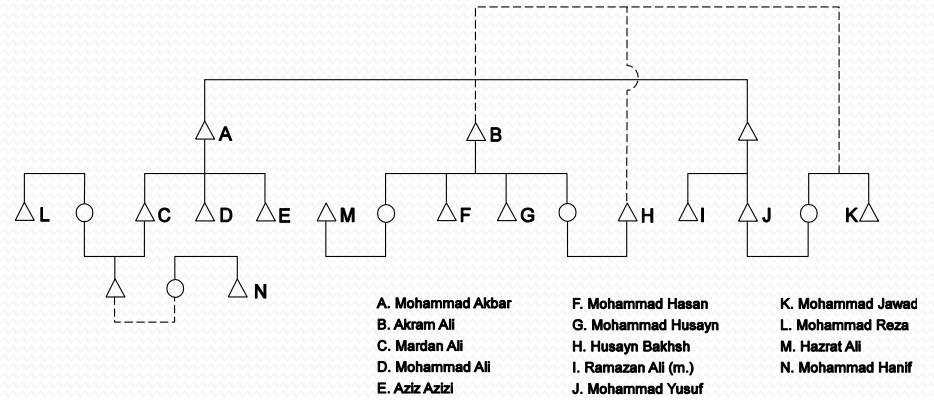 A
B
L
C
D
E
M
F
G
H
I
J
K
N
A. Mohammad Akbar
B. Akram Ali
C. Mardan Ali
D. Mohammad Ali
E. Aziz Azizi
F. Mohammad Hasan
G. Mohammad Husayn
H. Husayn Bakhsh
I. Ramazan Ali (m.)
J. Mohammad Yusuf
K. Mohammad Jawad
L. Mohammad Reza
M. Hazrat Ali
N. Mohammad Hanif